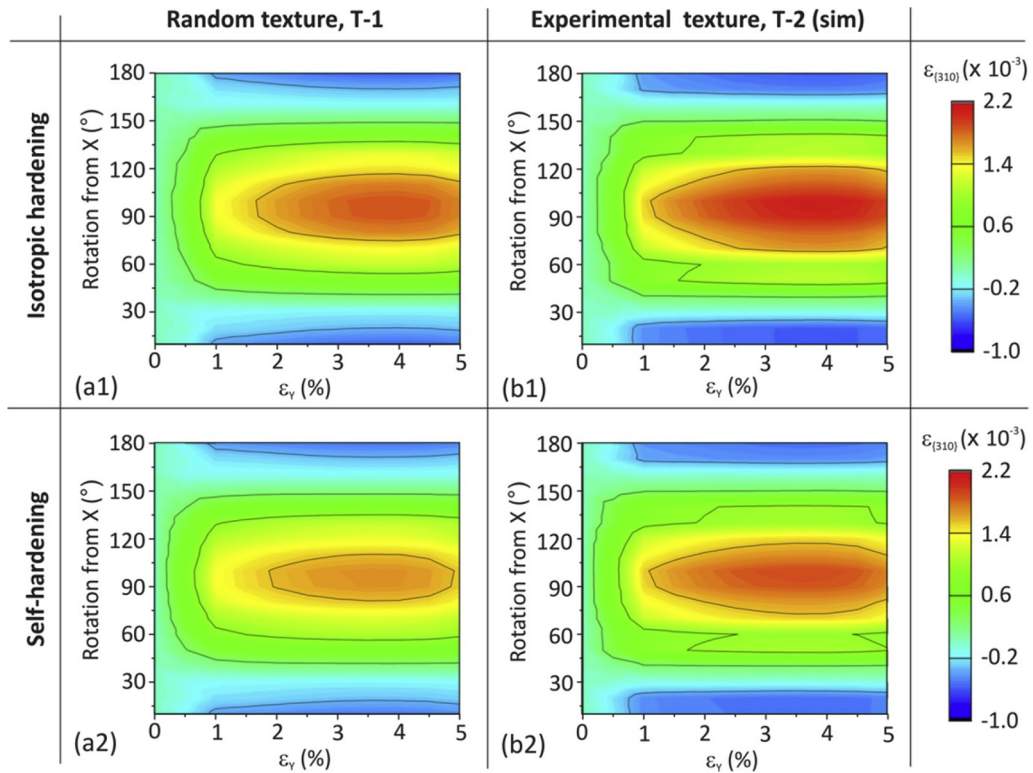 Random texture, T-1
Experimental texture, T-2 (sim)
Isotropic hardening
Rotation from X (°)
180
150
120
90
60
30
0 1 2 3 4 5
(a1)
εY (%)
Rotation from X (°)
180
150
120
90
60
30
0 1 2 3 4 5
(b1)
εY (%)
ε{310} (x 10-3)
2.2
1.4
0.6
-0.2
-1.0
Self-hardening
Rotation from X (°)
180
150
120
90
60
30
0 1 2 3 4 5
(a2)
εY (%)
Rotation from X (°)
180
150
120
90
60
30
0 1 2 3 4 5
(b2)
εY (%)
ε{310} (x 10-3)
2.2
1.4
0.6
-0.2
-1.0